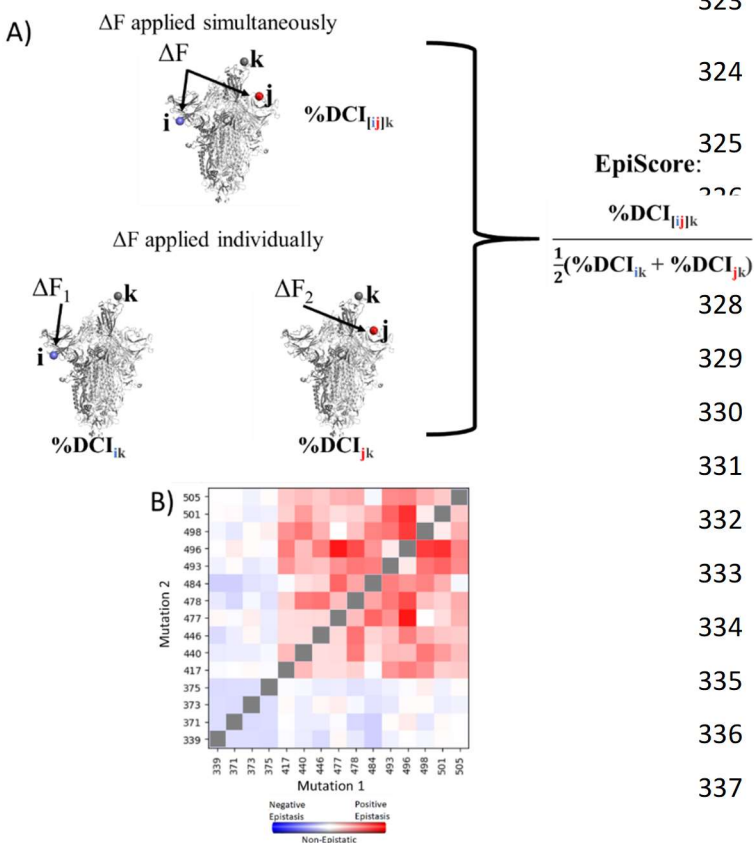 A)
ΔF applied simultaneously
ΔF
k
j
i
%DCI[ij]k
ΔF applied individually
ΔF1
k
i
%DCIik
ΔF2
k
j
%DCIjk
EpiScore:
%DCI[ij]k
1/2(%DCIik + %DCIjk)
B)
Mutation 2
505
501
498
496
493
484
478
477
446
440
417
375
373
371
339
339 371 373 375 417 440 446 477 478 484 493 496 498 501 505
Mutation 1
Negative Epistasis
Positive Epistasis
Non-Epistatic
324
325
328
329
330
331
332
333
334
335
336
337